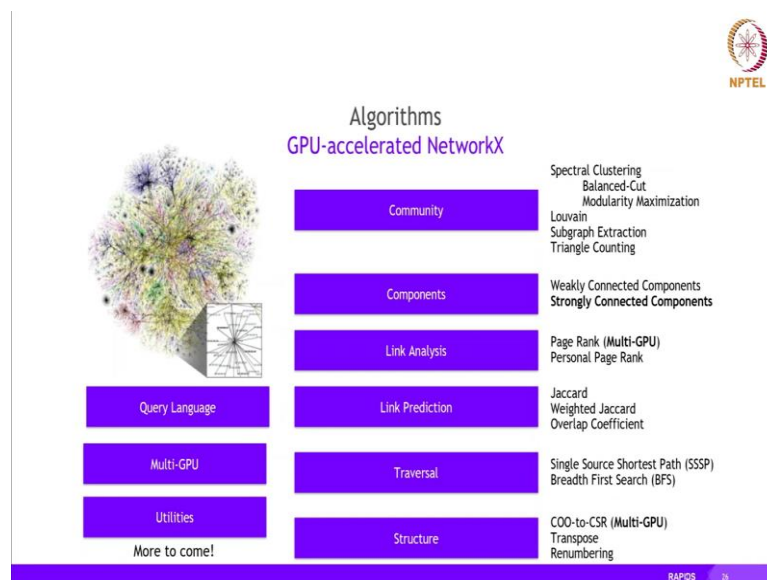 NPTEL
Algorithms
GPU-accelerated NetworkX
Community
Spectral Clustering
Balanced-Cut
Modularity Maximization
Louvain
Subgraph Extraction
Triangle Counting
Components
Weakly Connected Components
Strongly Connected Components
Link Analysis
Page Rank (Multi-GPU)
Personal Page Rank
Query Language
Link Prediction
Jaccard
Weighted Jaccard
Overlap Coefficient
Multi-GPU
Traversal
Single Source Shortest Path (SSSP)
Breadth First Search (BFS)
Utilities
More to come!
Structure
COO-to-CSR (Multi-GPU)
Transpose
Renumbering
RAPIDS 26